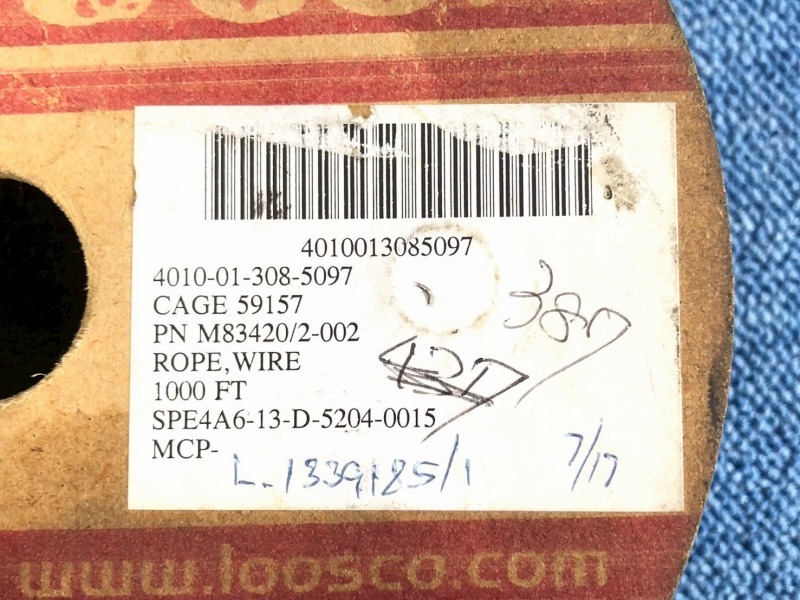 4010013085097
4010-01-308-5097
CAGE 59157
PN M83420/2-002
ROPE,WIRE
1000 FT
SPE4A6-13-D-5204-0015
MCP-
L-1339185/1
7/17
www.loosco.com